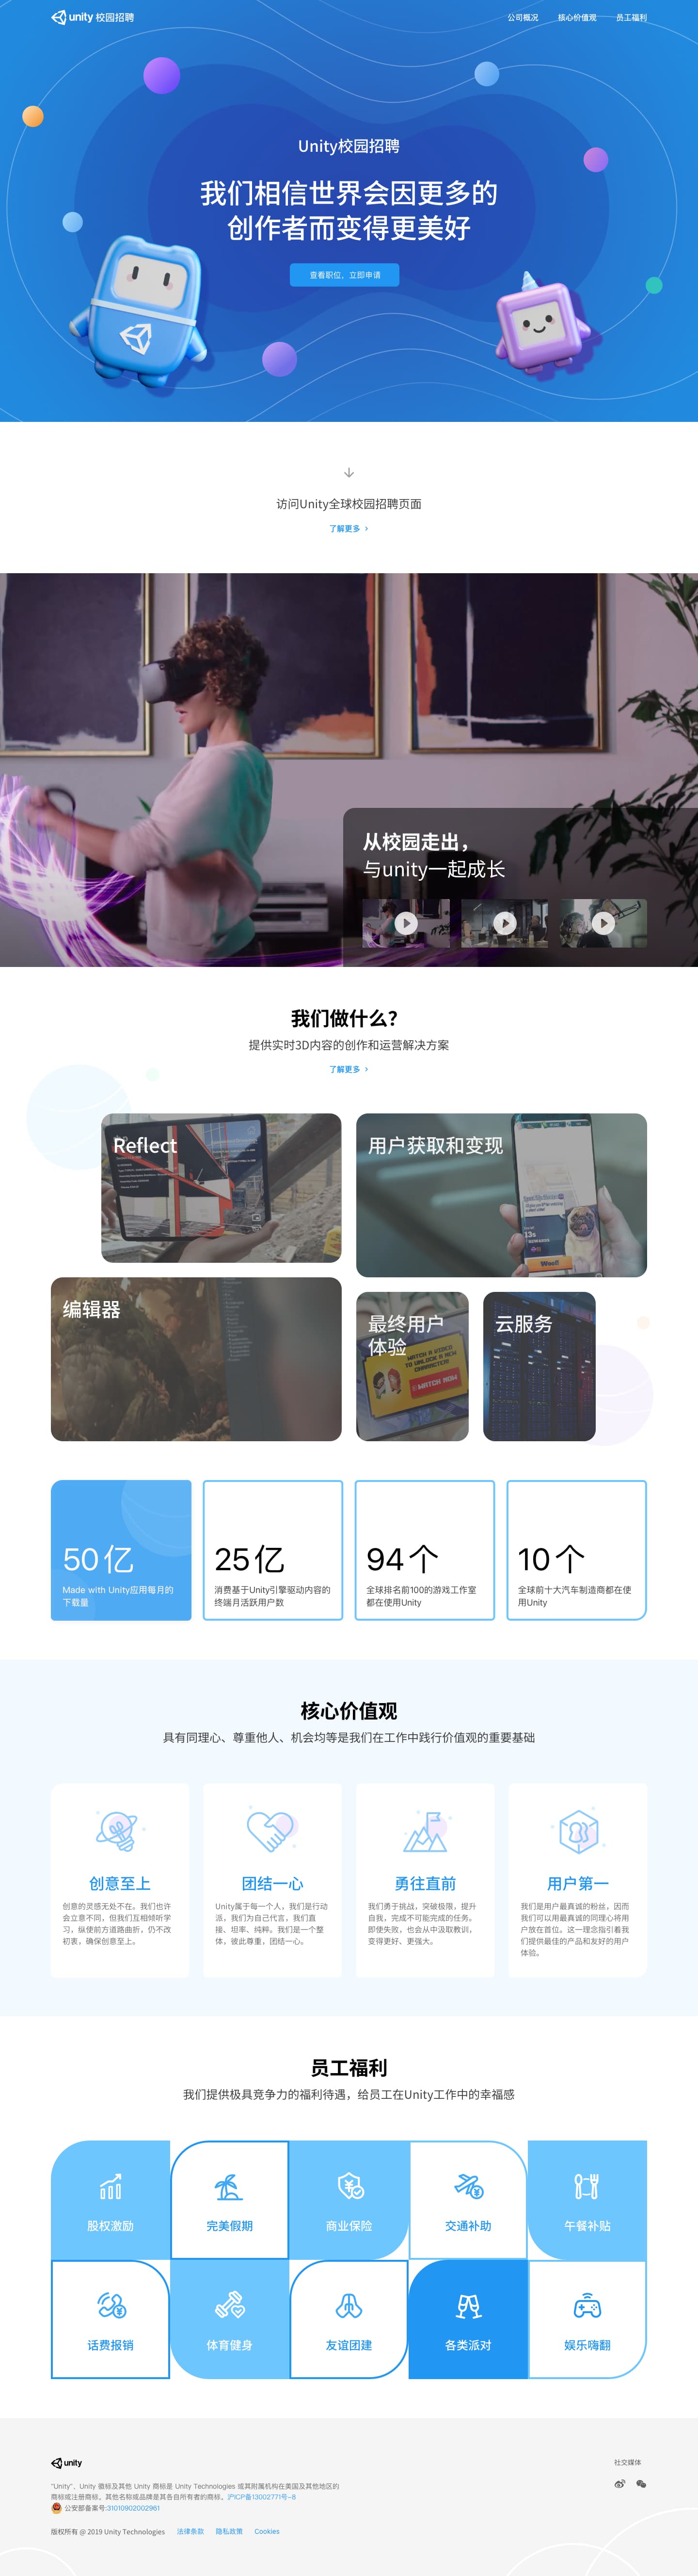 unity 校园招聘
公司概况 核心价值观 员工福利
Unity校园招聘
我们相信世界会因更多的
创作者而变得更美好
查看职位，立即申请
访问Unity全球校园招聘页面
了解更多 ›
从校园走出，
与unity一起成长
我们做什么？
提供实时3D内容的创作和运营解决方案
了解更多 ›
Reflect
用户获取和变现
13s
Woof!
编辑器
最终用户
体验
WATCH A VIDEO
TO UNLOCK A NEW
CHARACTER!
WATCH NOW
云服务
50亿
Made with Unity应用每月的
下载量
25亿
消费基于Unity引擎驱动内容的
终端月活跃用户数
94个
全球排名前100的游戏工作室
都在使用Unity
10个
全球前十大汽车制造商都在使
用Unity
核心价值观
具有同理心、尊重他人、机会均等是我们在工作中践行价值观的重要基础
创意至上
创意的灵感无处不在。我们也许
会立意不同，但我们互相倾听学
习，纵使前方道路曲折，仍不改
初衷，确保创意至上。
团结一心
Unity属于每一个人，我们是行动
派，我们为自己代言，我们直
接、坦率、纯粹。我们是一个整
体，彼此尊重，团结一心。
勇往直前
我们勇于挑战，突破极限，提升
自我，完成不可能完成的任务。
即使失败，也会从中汲取教训，
变得更好、更强大。
用户第一
我们是用户最真诚的粉丝，因而
我们可以用最真诚的同理心将用
户放在首位。这一理念指引着我
们提供最佳的产品和友好的用户
体验。
员工福利
我们提供极具竞争力的福利待遇，给员工在Unity工作中的幸福感
股权激励
完美假期
商业保险
交通补助
午餐补贴
话费报销
体育健身
友谊团建
各类派对
娱乐嗨翻
unity
社交媒体
"Unity"、Unity 徽标及其他 Unity 商标是 Unity Technologies 或其附属机构在美国及其他地区的
商标或注册商标。其他名称或品牌是其各自所有者的商标。沪ICP备13002771号-8
公安部备案号:31010902002961
版权所有 @ 2019 Unity Technologies 法律条款 隐私政策 Cookies